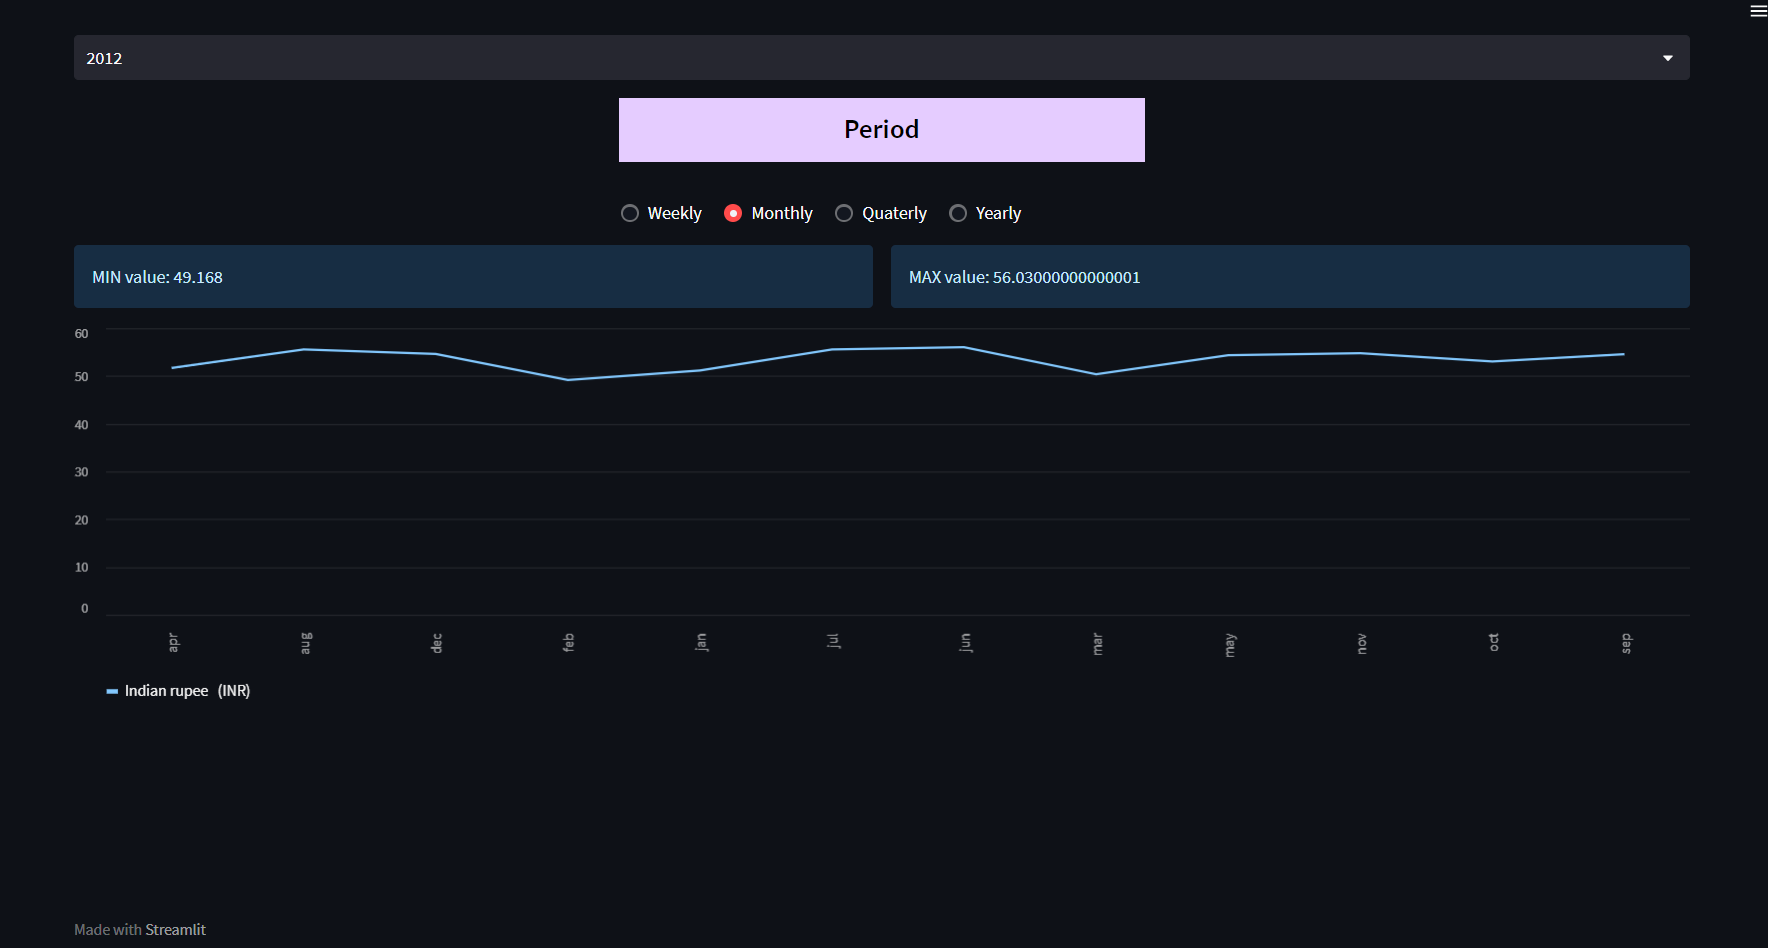 2012
Period
Weekly Monthly Quaterly Yearly
MIN value: 49.168
MAX value: 56.03000000000001
60
50
40
30
20
10
0
apr aug dec feb jan jul jun mar may nov oct sep
Indian rupee (INR)
Made with Streamlit